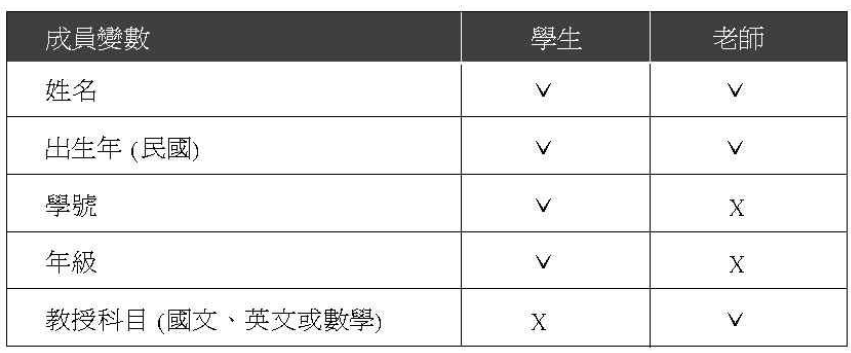 成員變數 學生 老師
姓名 V V
出生年 (民國) V V
學號 V X
年級 V X
教授科目 (國文、英文或數學) X V